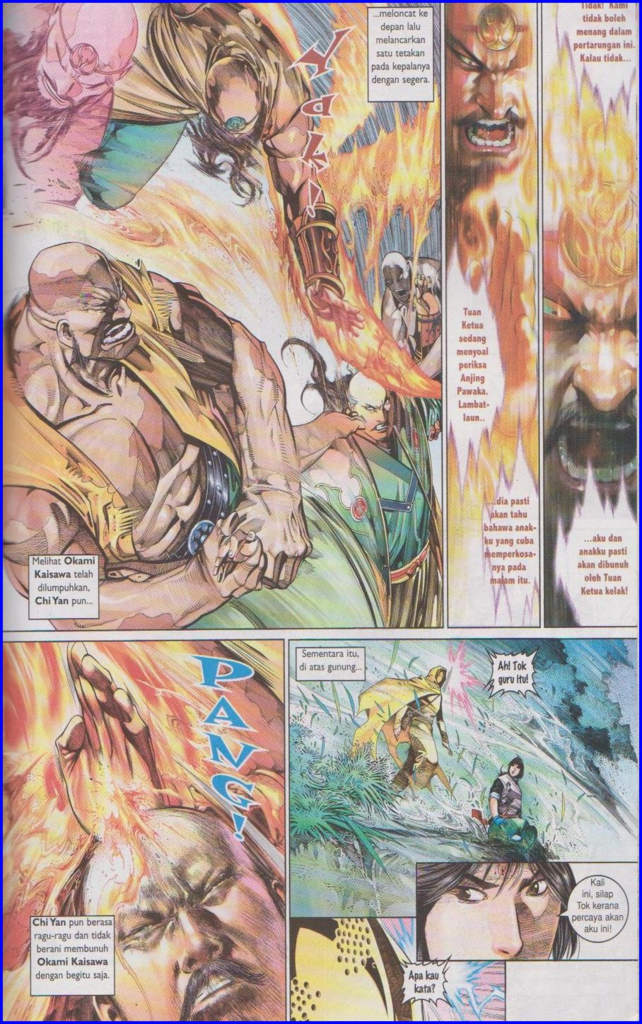 Melihat Okami
Kaisawa telah
dilumpuhkan,
Chi Yan pun...
...meloncat ke
depan lalu
melancarkan
satu tetakan
pada kepalanya
dengan segera.
Yak!
Tuan
Ketua
sedang
menyoal
periksa
Anjing
Pawaka.
Lambat-
laun..
...dia pasti
akan tahu
bahawa anak-
ku yang cuba
memperkosa-
nya pada
malam itu.
Tidak! Kami
tidak boleh
menang dalam
pertarungan ini.
Kalau tidak...
...aku dan
anakku pasti
akan dibunuh
oleh Tuan
Ketua kelak!
PANG!
Chi Yan pun berasa
ragu-ragu dan tidak
berani membunuh
Okami Kaisawa
dengan begitu saja.
Sementara itu,
di atas gunung...
Ah! Tok
guru itu!
Kali
ini, silap
Tok kerana
percaya akan
aku ini!
Apa kau
kata?